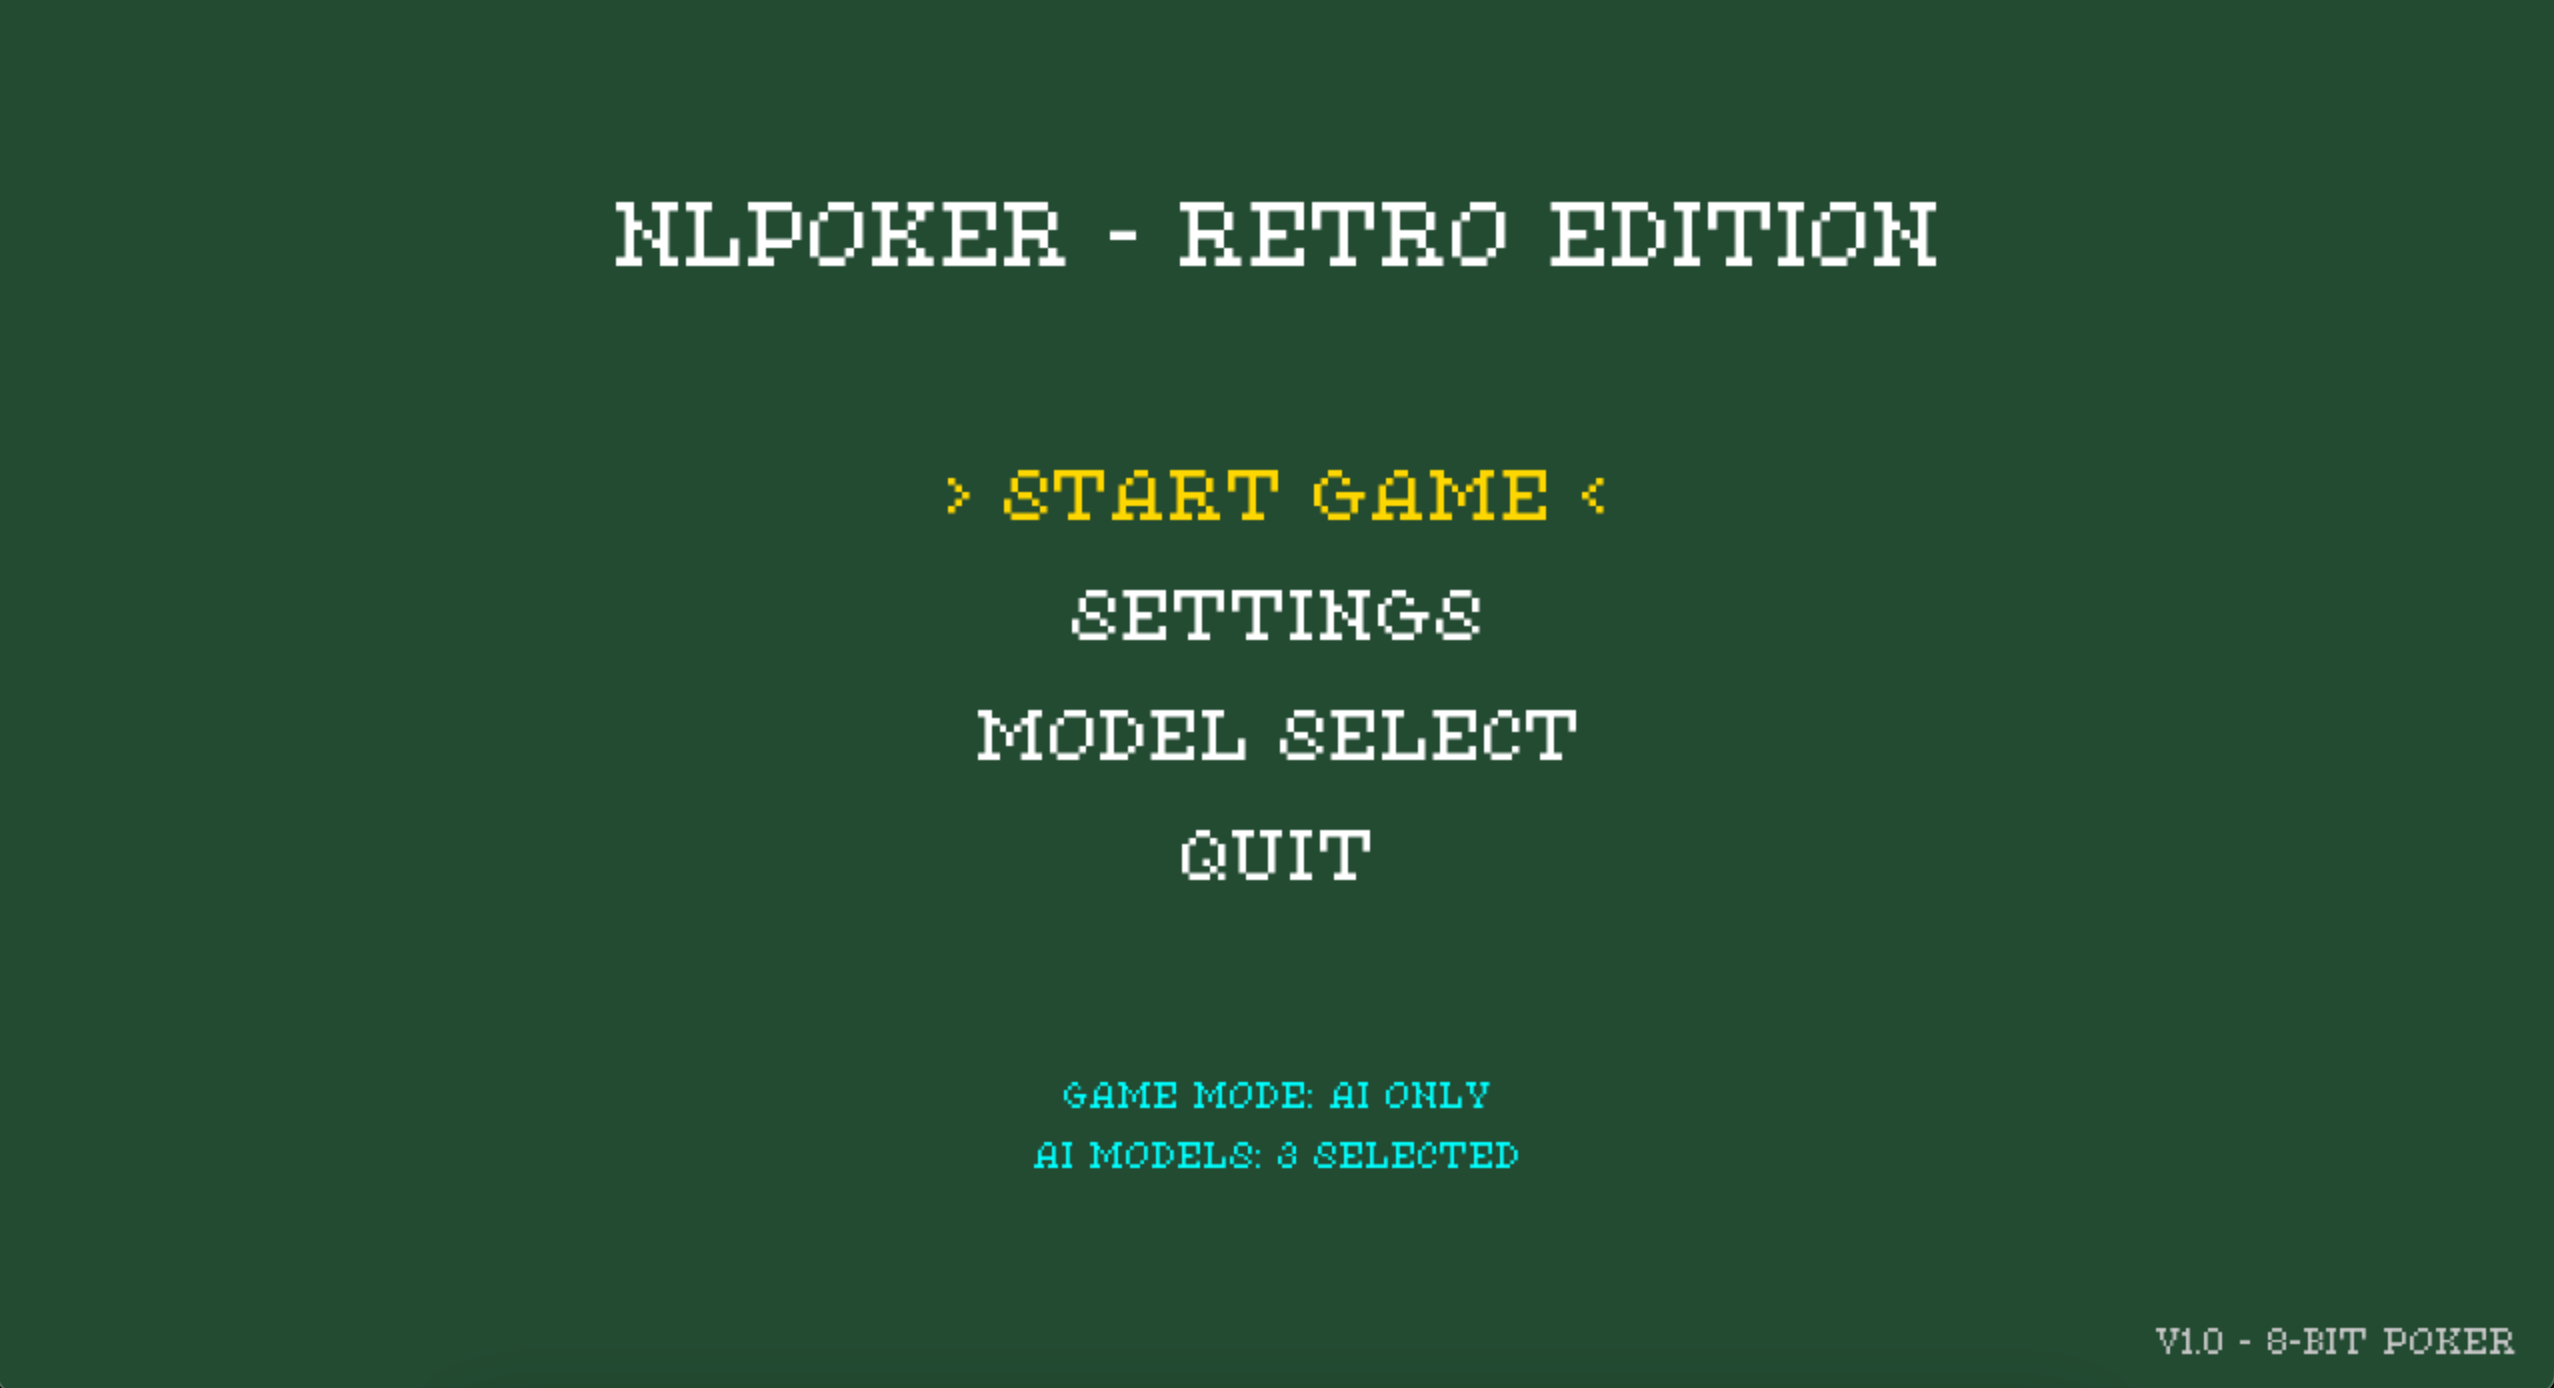 NLPOKER - RETRO EDITION
> START GAME <
SETTINGS
MODEL SELECT
QUIT
GAME MODE: AI ONLY
AI MODELS: 3 SELECTED
V1.0 - 8-BIT POKER